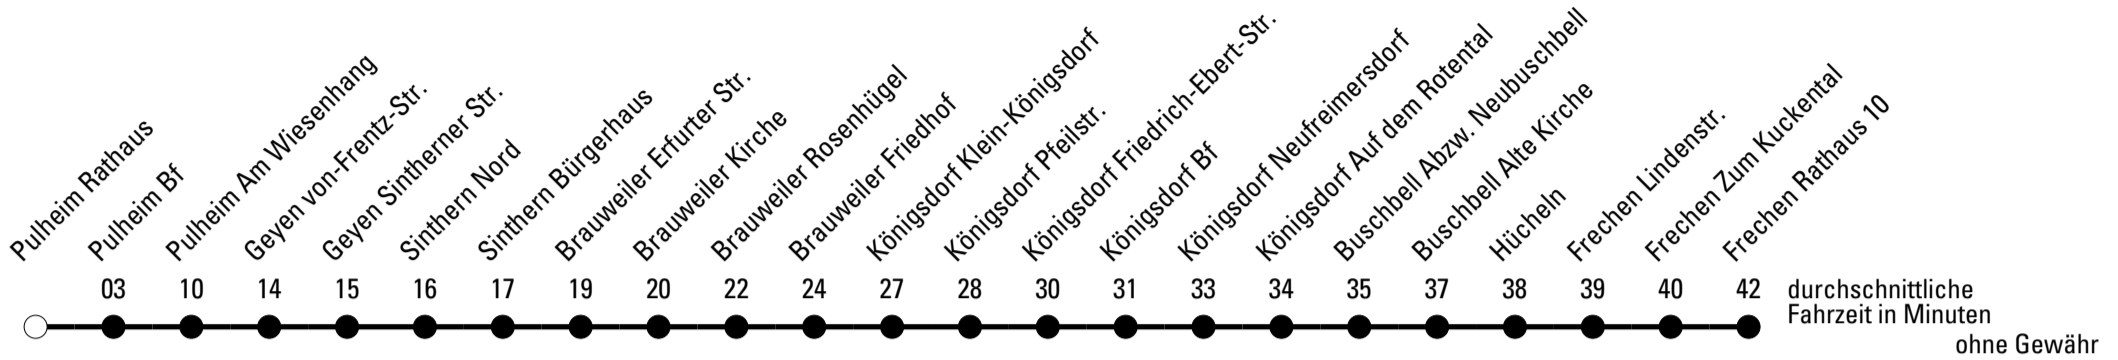 Pulheim Rathaus
Pulheim Bf
Pulheim Am Wiesenhang
Geyen von-Frentz-Str.
Geyen Sintherner Str.
Sinthern Nord
Sinthern Bürgerhaus
Brauweiler Erfurter Str.
Brauweiler Kirche
Brauweiler Rosenhügel
Brauweiler Friedhof
Königsdorf Klein-Königsdorf
Königsdorf Pfeilstr.
Königsdorf Friedrich-Ebert-Str.
Königsdorf Bf
Königsdorf Neufreimersdorf
Königsdorf Auf dem Rotental
Buschbell Abzw. Neubuschbell
Buschbell Alte Kirche
Hücheln
Frechen Lindenstr.
Frechen Zum Kuckental
Frechen Rathaus 10
03 10 14 15 16 17 19 20 22 24 27 28 30 31 33 34 35 37 38 39 40 42
durchschnittliche
Fahrzeit in Minuten
ohne Gewähr